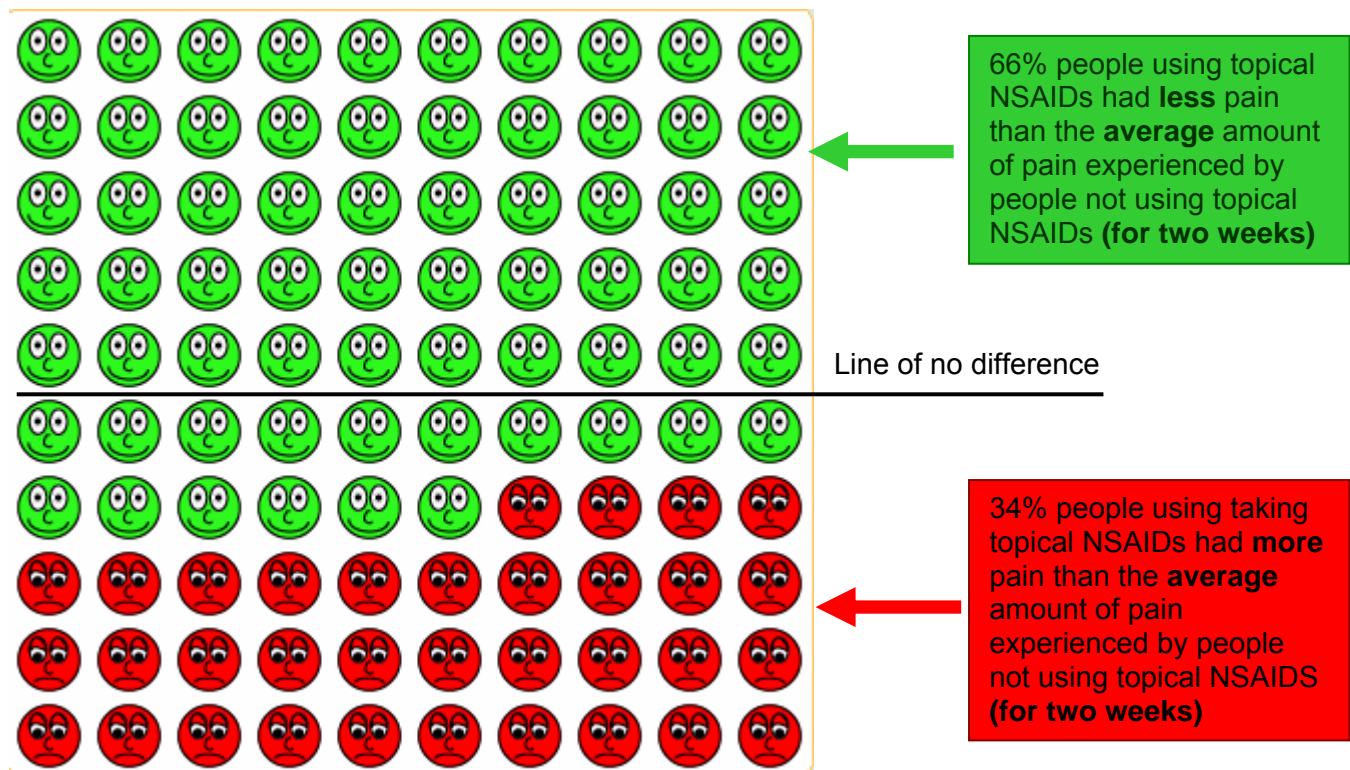 66% people using topical
NSAIDs had less pain
than the average amount
of pain experienced by
people not using topical
NSAIDs (for two weeks)
Line of no difference
34% people using taking
topical NSAIDs had more
pain than the average
amount of pain
experienced by people
not using topical NSAIDS
(for two weeks)